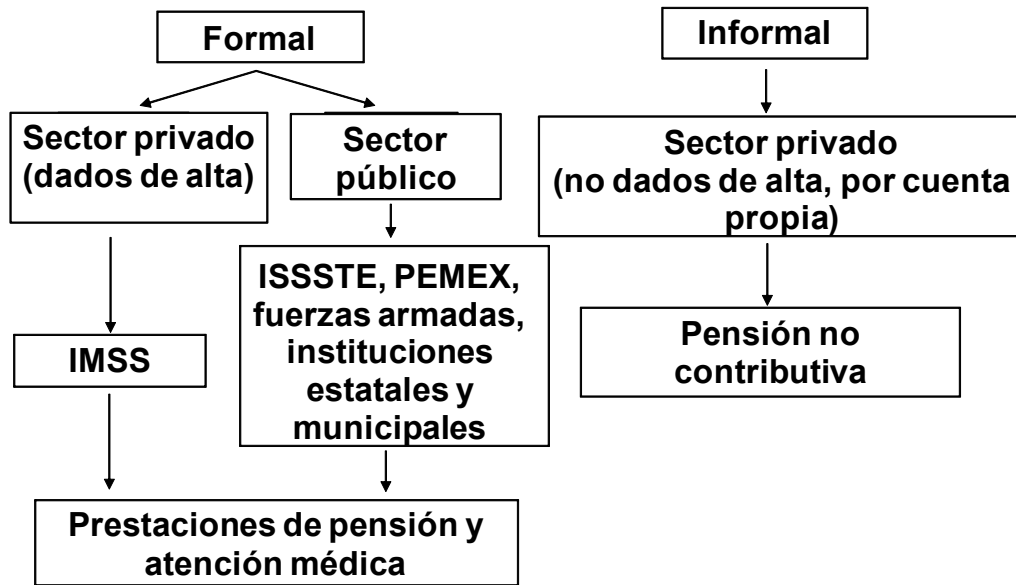 Formal
Informal
Sector privado
(dados de alta)
Sector
público
Sector privado
(no dados de alta, por cuenta
propia)
ISSSTE, PEMEX,
fuerzas armadas,
instituciones
estatales y
municipales
IMSS
Pensión no
contributiva
Prestaciones de pensión y
atención médica